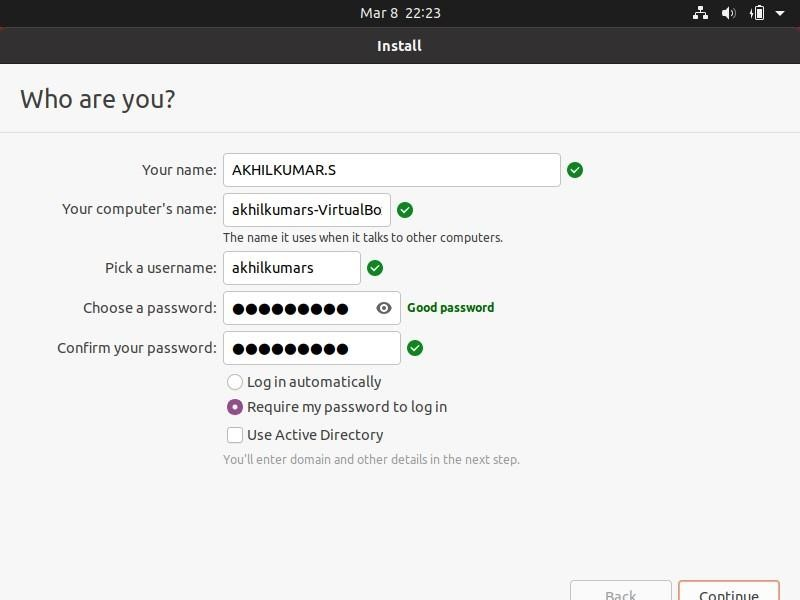 Mar 8 22:23
Install
Who are you?
Your name: AKHILKUMAR.S
Your computer's name: akhilkumars-VirtualBo
The name it uses when it talks to other computers.
Pick a username: akhilkumars
Choose a password: ●●●●●●●●● Good password
Confirm your password: ●●●●●●●●●
Log in automatically
Require my password to log in
Use Active Directory
You'll enter domain and other details in the next step.
Back Continue